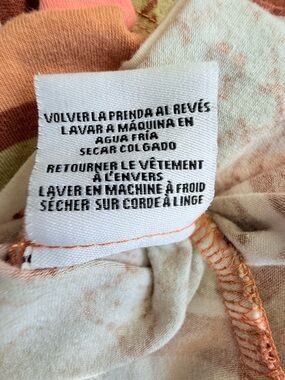 VOLVER LA PRENDA AL REVÉS
LAVAR A MÁQUINA EN
AGUA FRÍA
SECAR COLGADO
RETOURNER LE VÊTEMENT
À L'ENVERS
LAVER EN MACHINE À FROID
SÉCHER SUR CORDE À LINGE